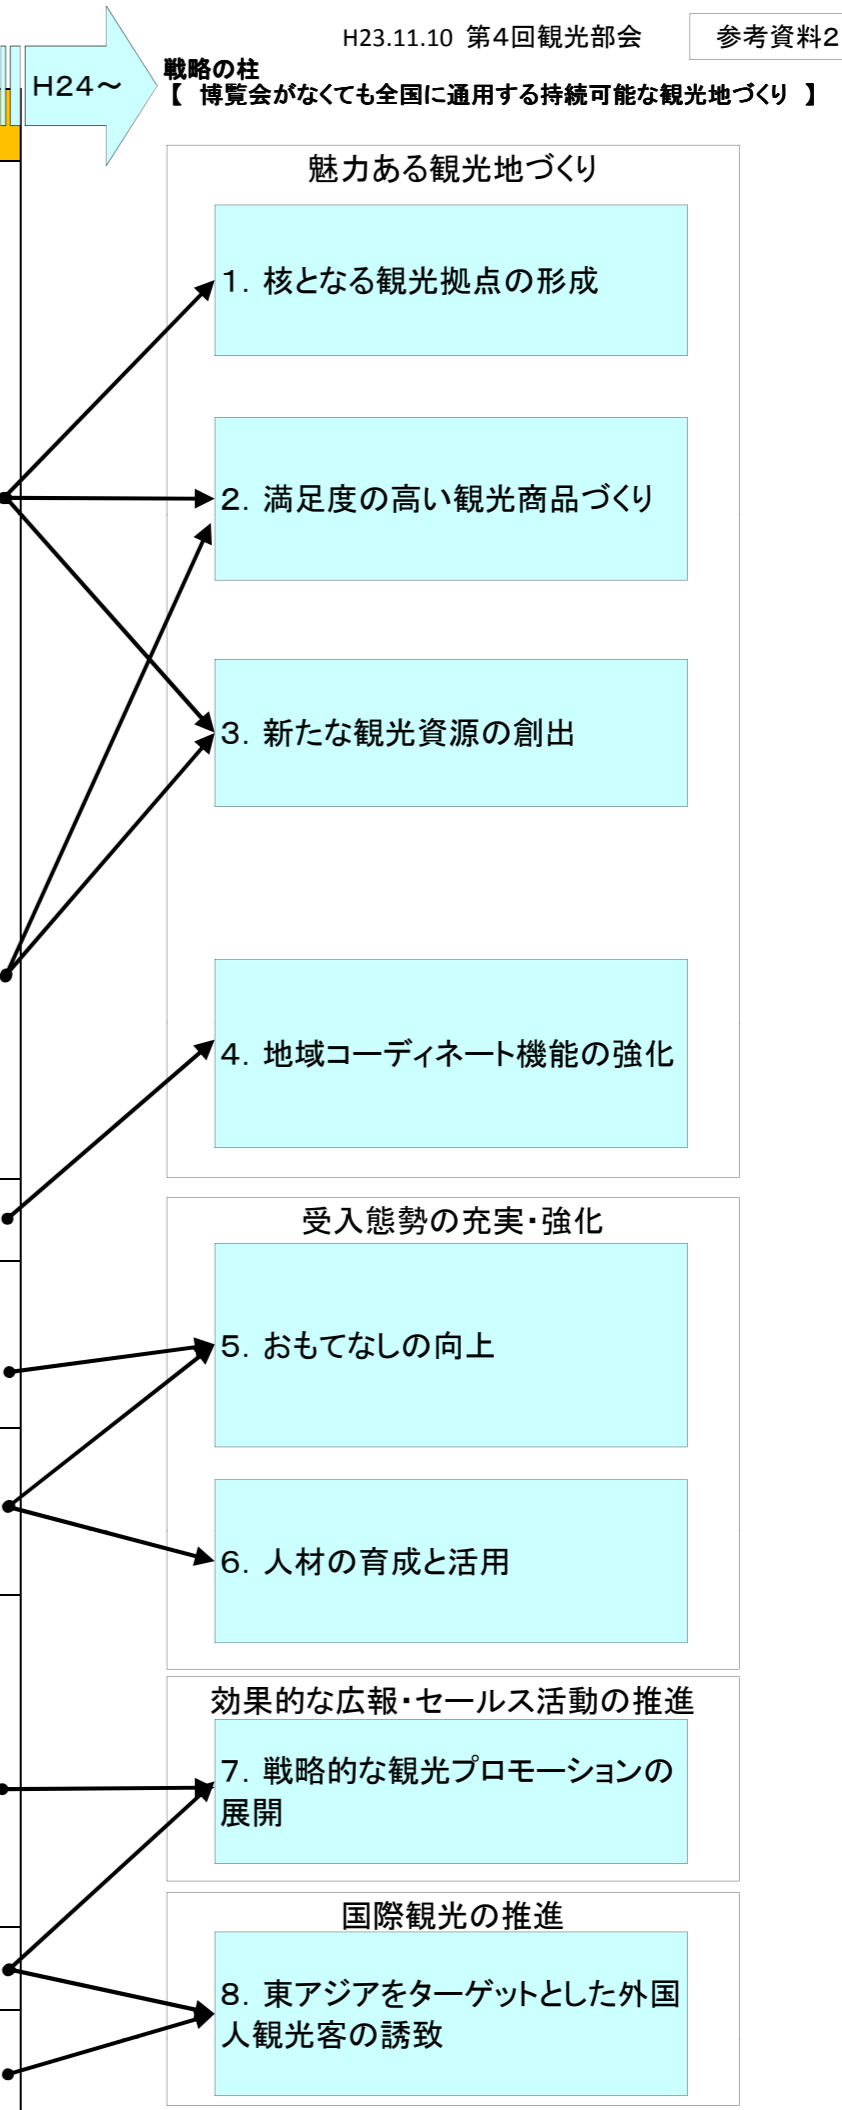 H23.11.10 第４回観光部会
参考資料２
H24～
戦略の柱
【 博覧会がなくても全国に通用する持続可能な観光地づくり 】
魅力ある観光地づくり
１．核となる観光拠点の形成
２．満足度の高い観光商品づくり
３．新たな観光資源の創出
４．地域コーディネート機能の強化
受入態勢の充実・強化
５．おもてなしの向上
６．人材の育成と活用
効果的な広報・セールス活動の推進
７．戦略的な観光プロモーションの
展開
国際観光の推進
８．東アジアをターゲットとした外国
人観光客の誘致